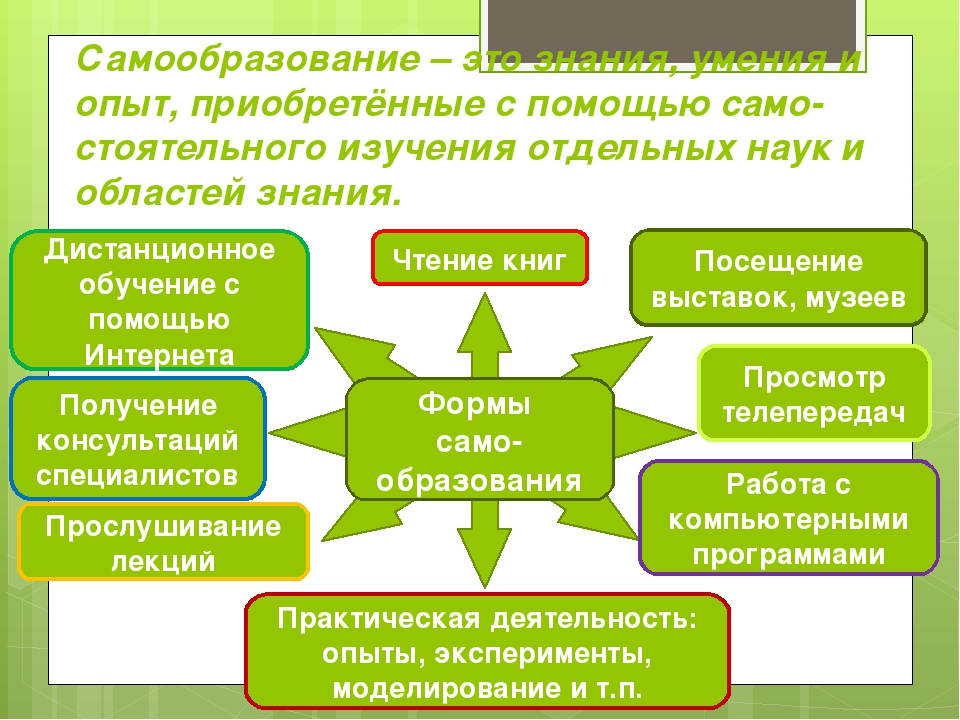 Самообразование – это знания, умения и
опыт, приобретённые с помощью само-
стоятельного изучения отдельных наук и
областей знания.
Дистанционное
обучение с
помощью
Интернета
Чтение книг
Посещение
выставок, музеев
Получение
консультаций
специалистов
Формы
само-
образования
Просмотр
телепередач
Прослушивание
лекций
Работа с
компьютерными
программами
Практическая деятельность:
опыты, эксперименты,
моделирование и т.п.